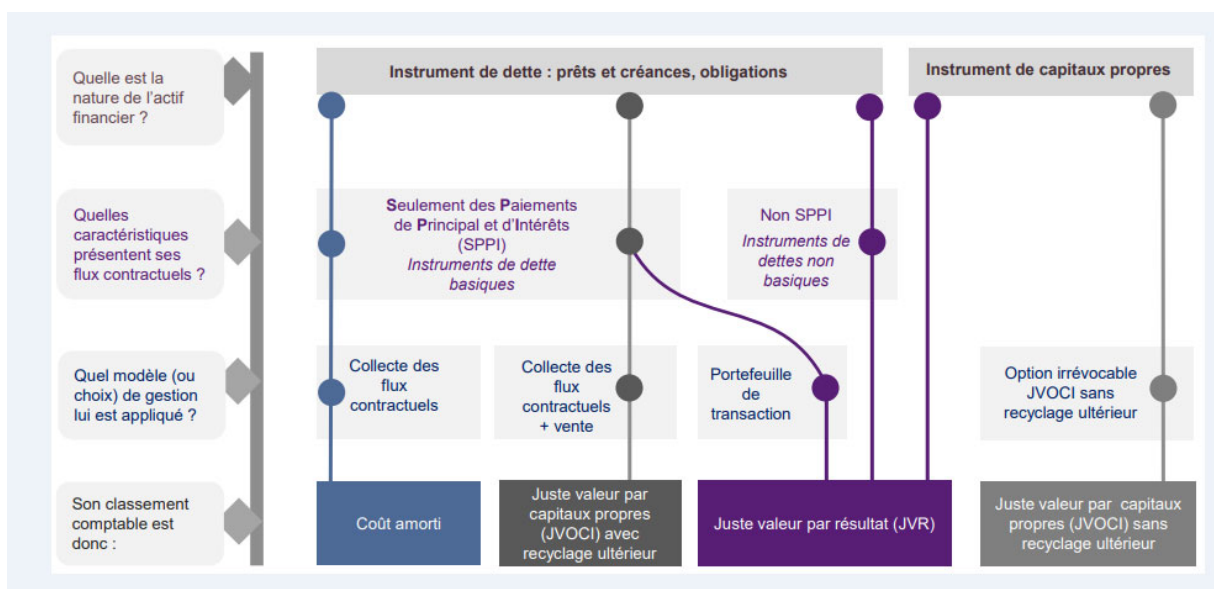 Quelle est la
nature de l'actif
financier ?
Instrument de dette : prêts et créances, obligations
Instrument de capitaux propres
Quelles
caractéristiques
présentent ses
flux contractuels ?
Seulement des Paiements
de Principal et d'Intérêts
(SPPI)
Instruments de dette
basiques
Non SPPI
Instruments de
dettes non
basiques
Quel modèle (ou
choix) de gestion
lui est appliqué ?
Collecte des
flux
contractuels
Collecte des
flux
contractuels
+ vente
Portefeuille
de
transaction
Option irrévocable
JVOCI sans
recyclage ultérieur
Son classement
comptable est
donc :
Coût amorti
Juste valeur par
capitaux propres
(JVOCI) avec
recyclage ultérieur
Juste valeur par résultat (JVR)
Juste valeur par capitaux
propres (JVOCI) sans
recyclage ultérieur